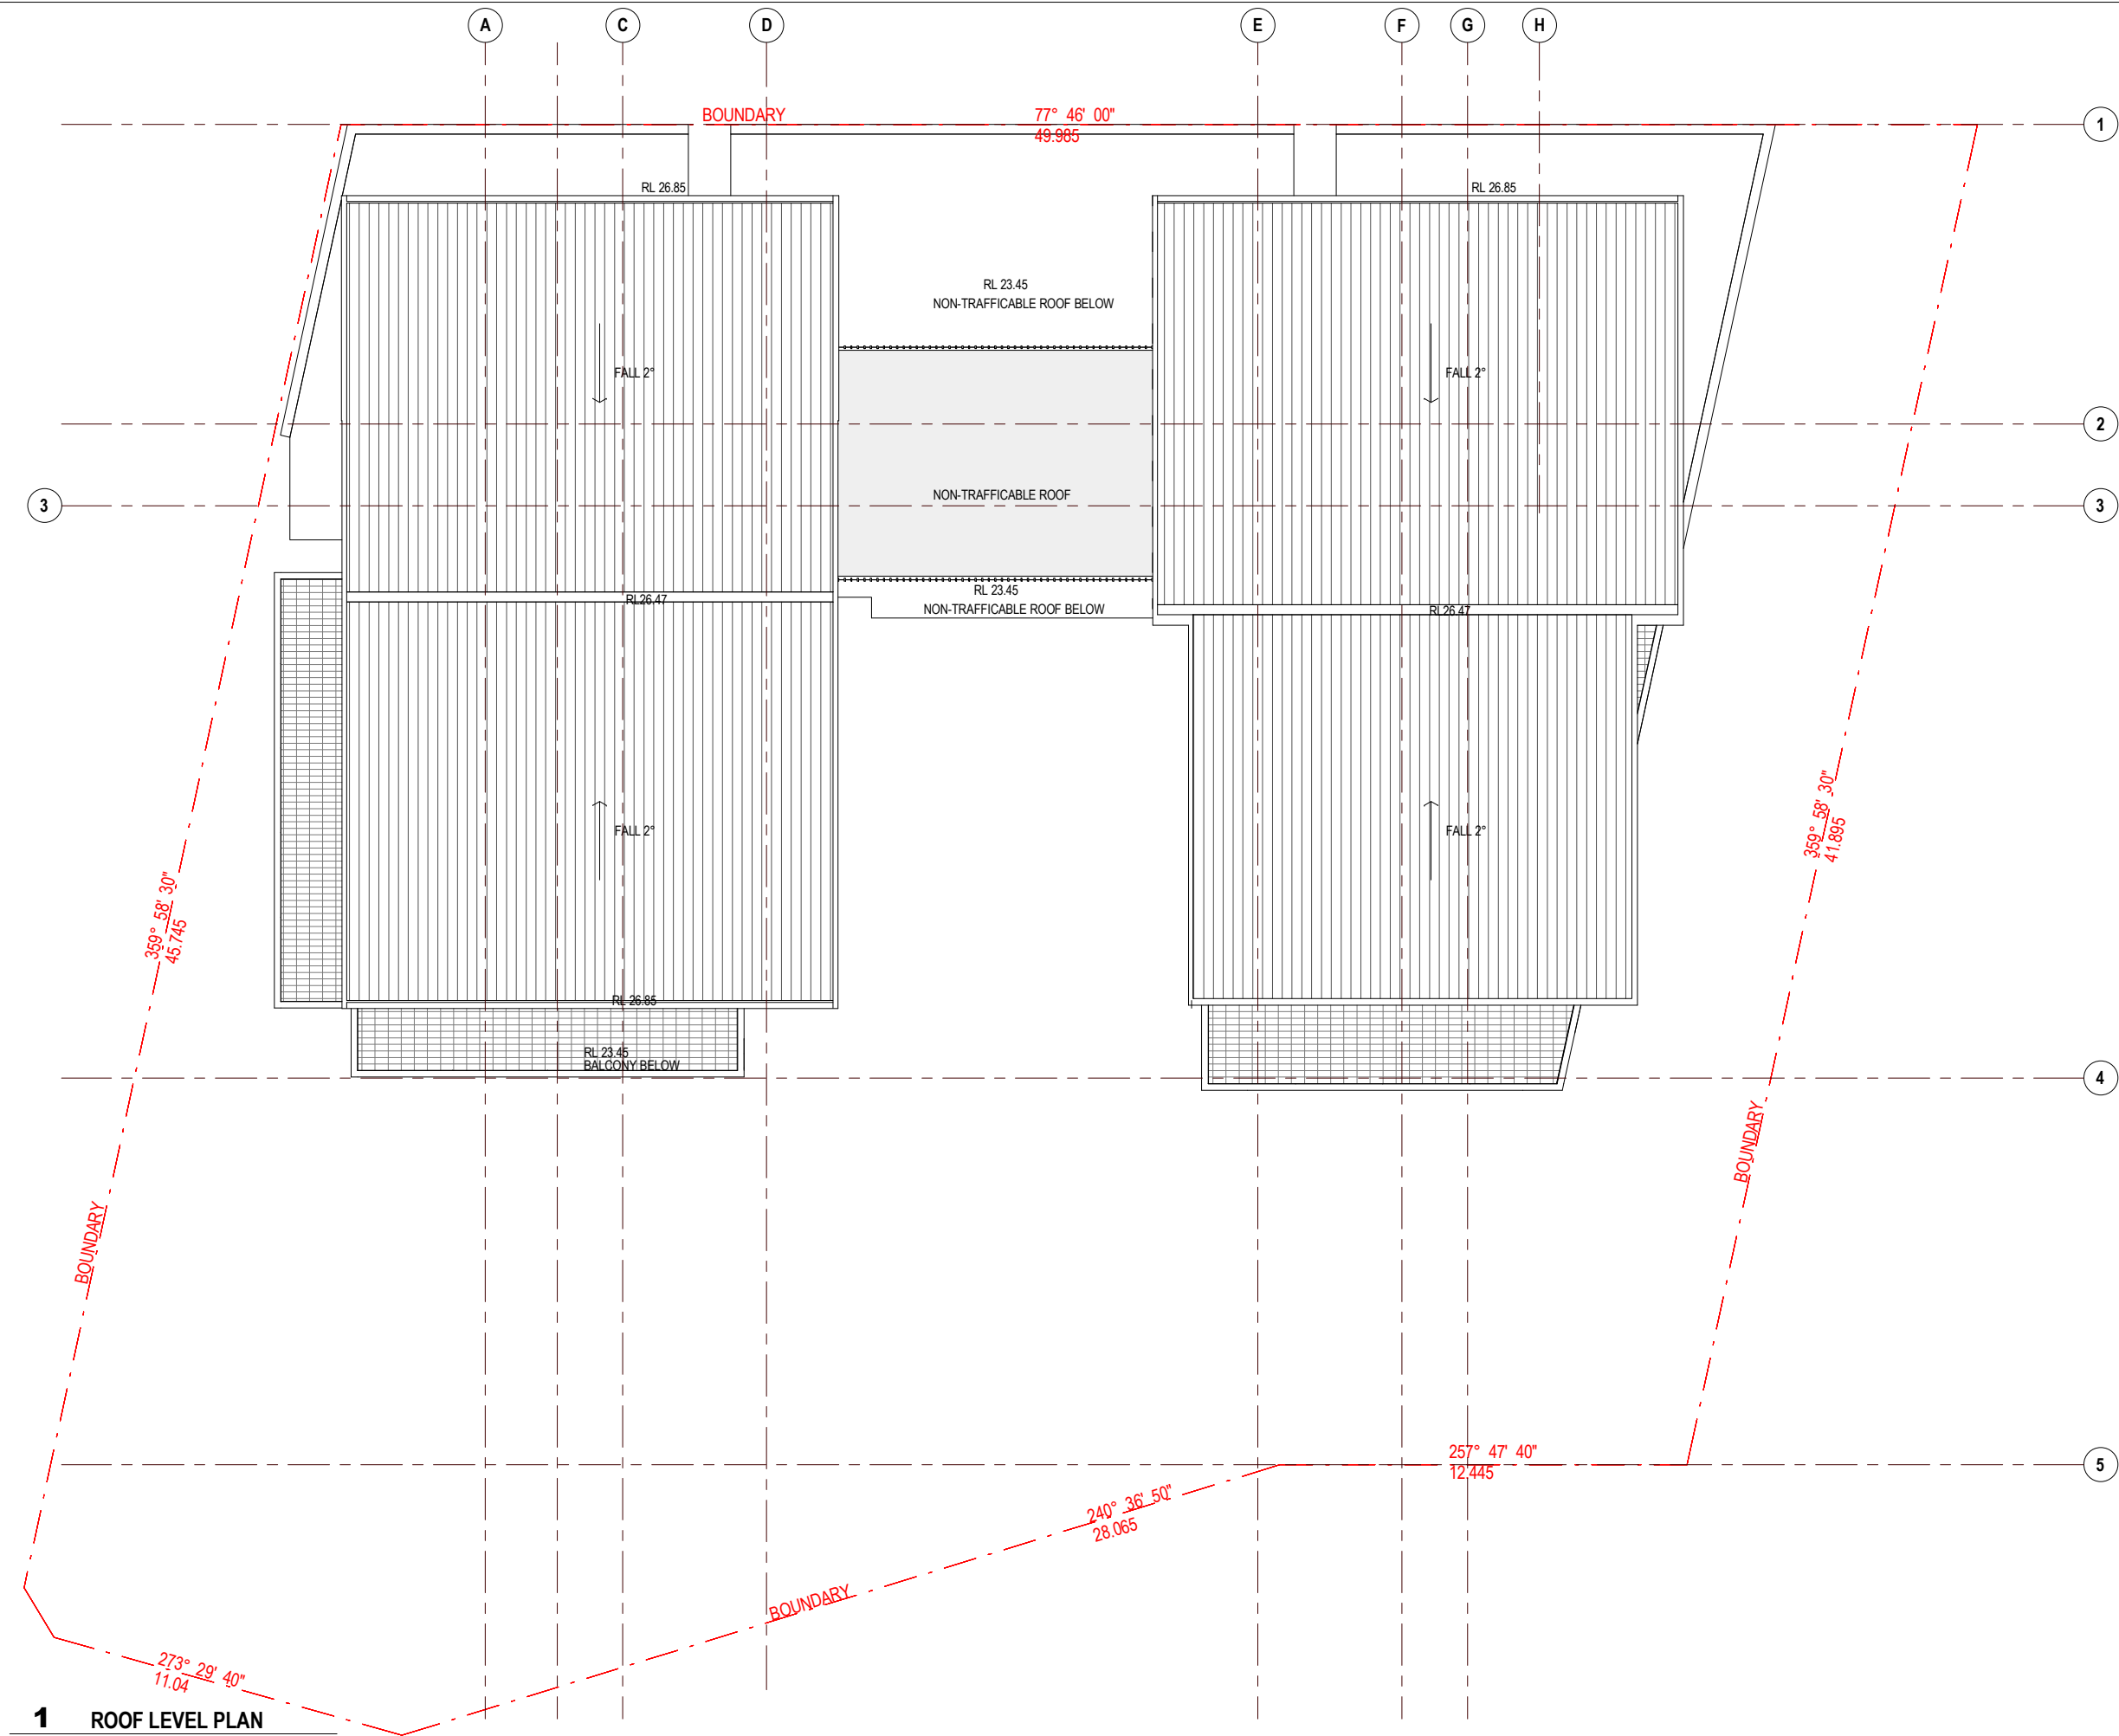 A
C
D
E
F
G
H
BOUNDARY
77° 46' 00"
49.985
1
RL 26.85
RL 26.85
RL 23.45
NON-TRAFFICABLE ROOF BELOW
FALL 2°
FALL 2°
2
NON-TRAFFICABLE ROOF
3
3
RL 23.45
NON-TRAFFICABLE ROOF BELOW
RL26.47
RL26.47
FALL 2°
FALL 2°
359° 58' 30"
41.895
359° 58' 30"
45.745
RL 26.85
RL 23.45
BALCONY BELOW
4
BOUNDARY
BOUNDARY
257° 47' 40"
12.445
5
240° 36' 50"
28.065
BOUNDARY
273° 29' 40"
11.04
1 ROOF LEVEL PLAN